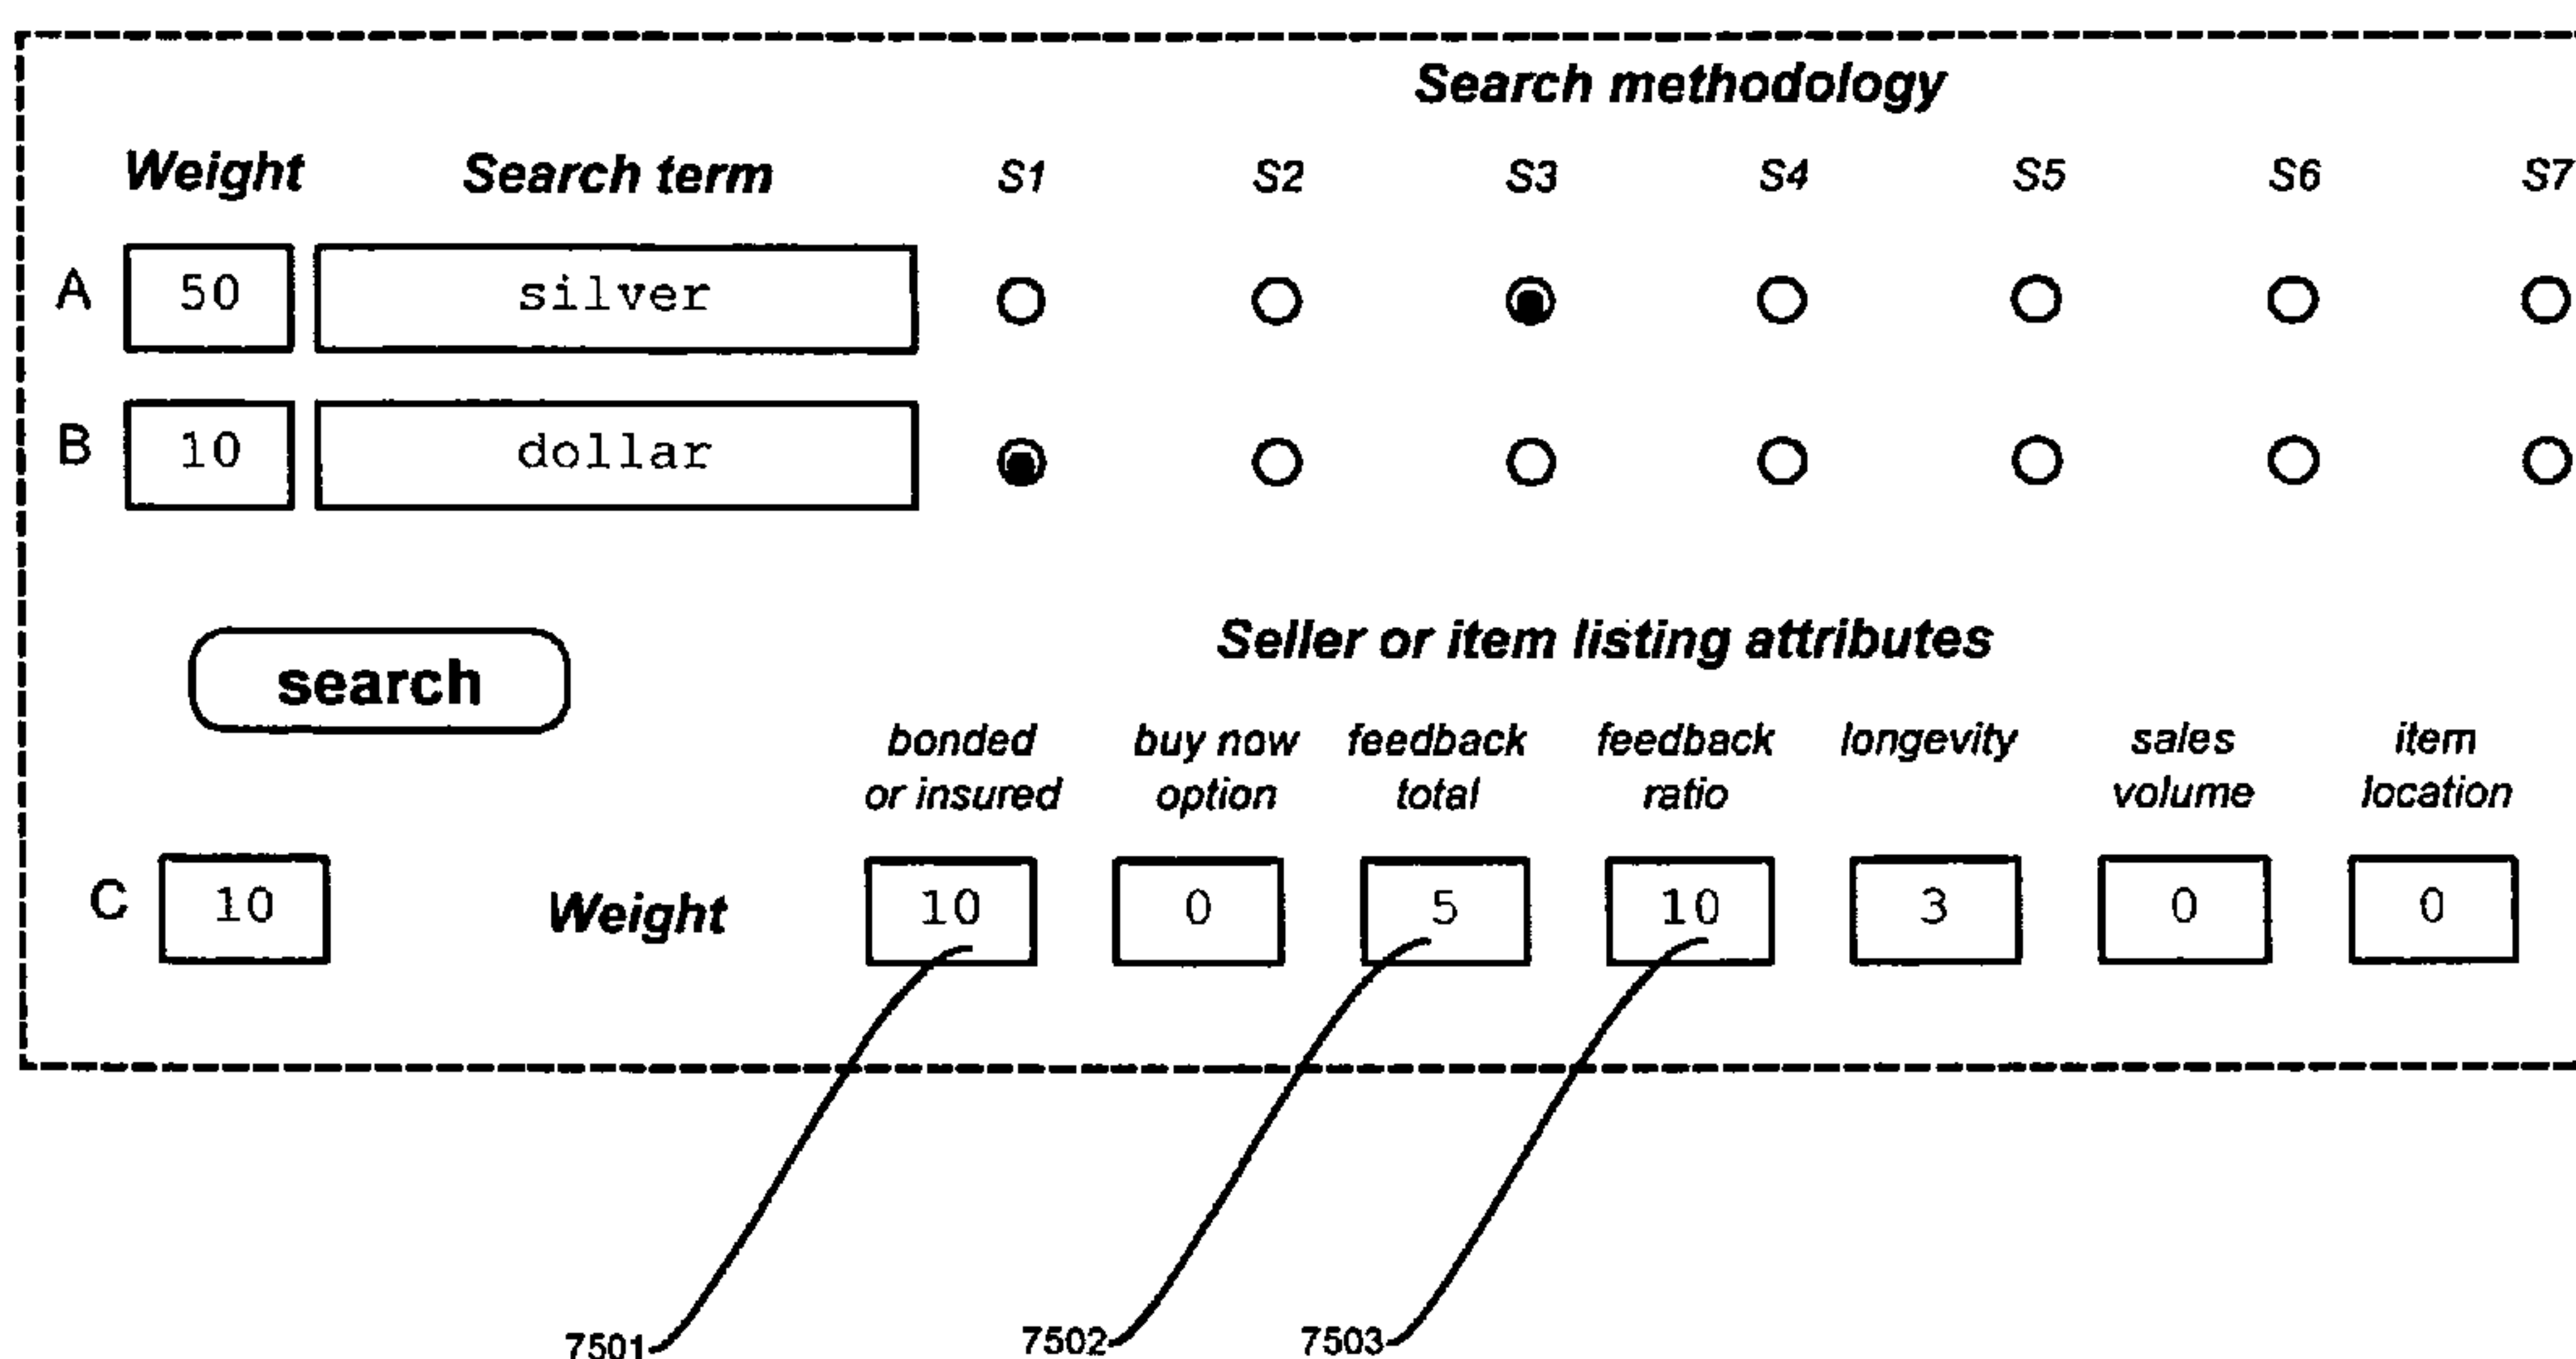 Search methodology
Weight Search term S1 S2 S3 S4 S5 S6 S7
A 50 silver
B 10 dollar
search
Seller or item listing attributes
bonded buy now feedback feedback longevity sales item
or insured option total ratio volume location
C 10 Weight 10 0 5 10 3 0 0
7501 7502 7503